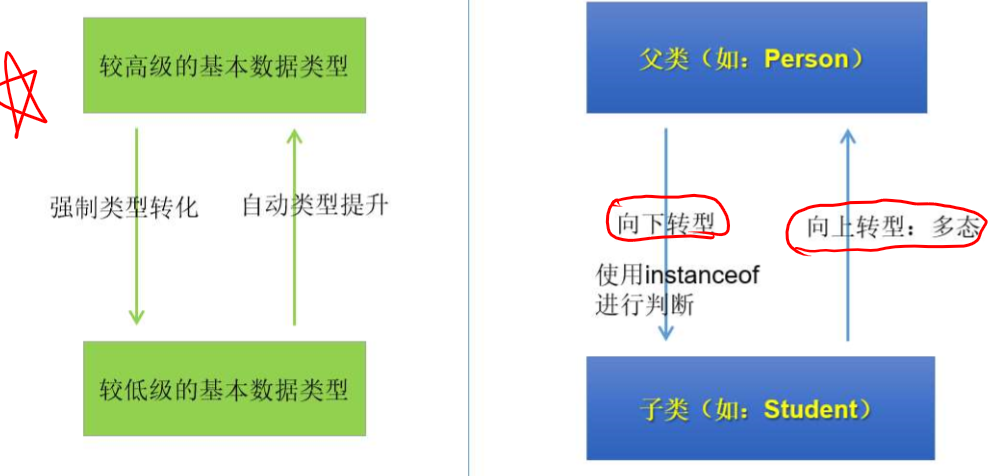 较高级的基本数据类型
强制类型转化
自动类型提升
较低级的基本数据类型
父类（如：Person）
向下转型
向上转型：多态
使用instanceof
进行判断
子类（如：Student）